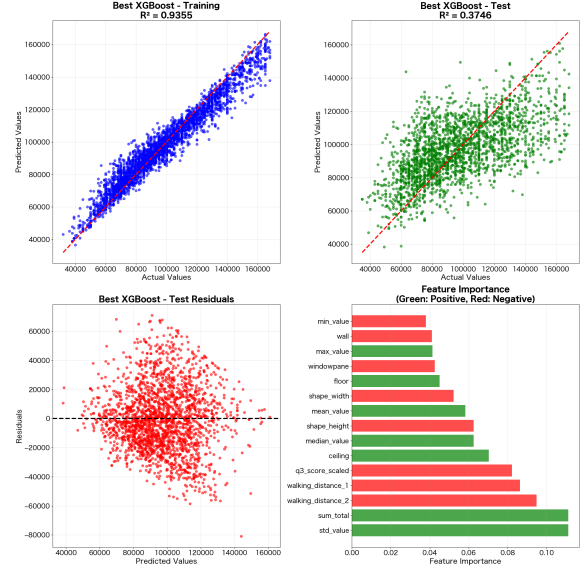 Best XGBoost - Training
R² = 0.9355
Predicted Values
160000
140000
120000
100000
80000
60000
40000
40000 60000 80000 100000 120000 140000 160000
Actual Values
Best XGBoost - Test
R² = 0.3746
Predicted Values
160000
140000
120000
100000
80000
60000
40000
40000 60000 80000 100000 120000 140000 160000
Actual Values
Best XGBoost - Test Residuals
Residuals
60000
40000
20000
0
−20000
−40000
−60000
−80000
40000 60000 80000 100000 120000 140000 160000
Predicted Values
Feature Importance
(Green: Positive, Red: Negative)
min_value
wall
max_value
windowpane
floor
shape_width
mean_value
shape_height
median_value
ceiling
q3_score_scaled
walking_distance_1
walking_distance_2
sum_total
std_value
0.00 0.02 0.04 0.06 0.08 0.10
Feature Importance